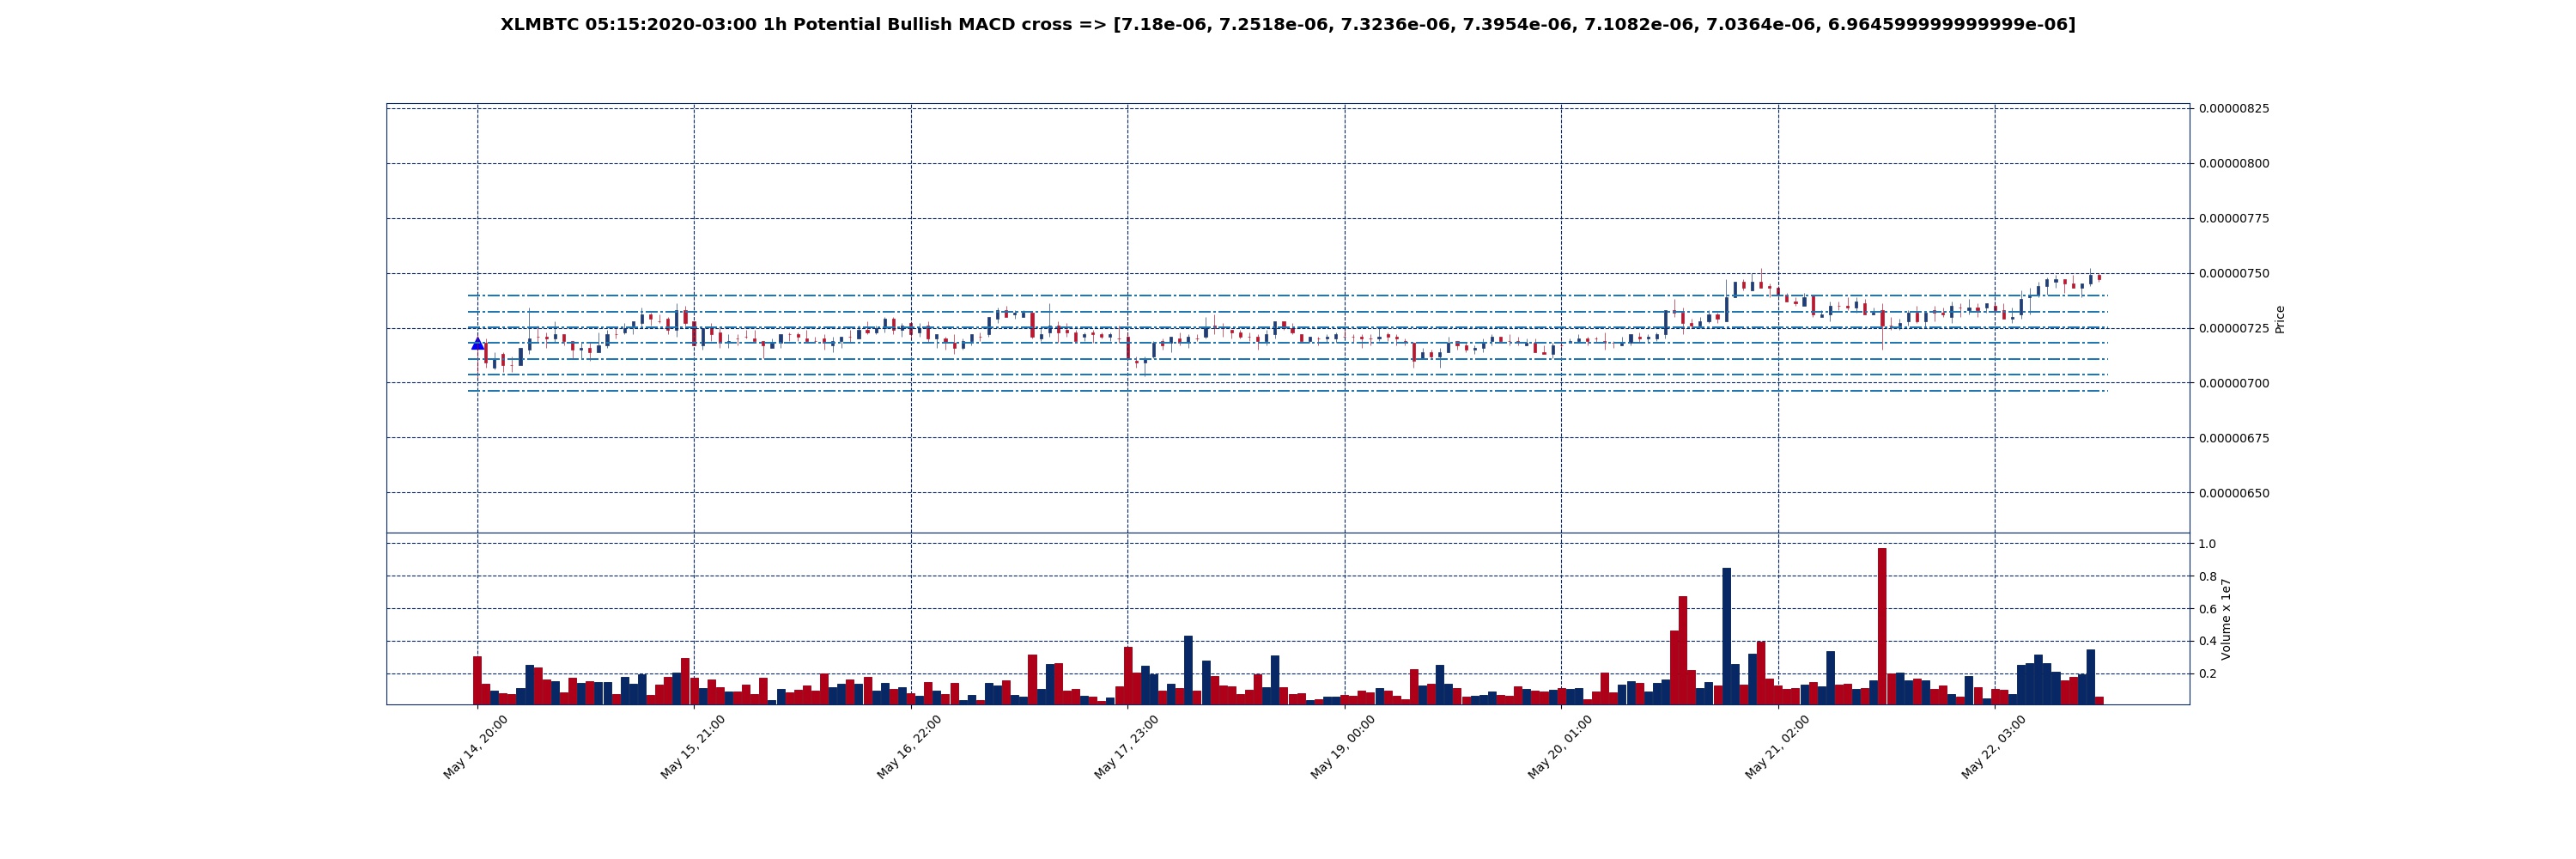 XLMBTC 05:15:2020-03:00 1h Potential Bullish MACD cross => [7.18e-06, 7.2518e-06, 7.3236e-06, 7.3954e-06, 7.1082e-06, 7.0364e-06, 6.964599999999999e-06]
0.00000825
0.00000800
0.00000775
0.00000750
0.00000725
0.00000700
0.00000675
0.00000650
Price
1.0
0.8
0.6
0.4
0.2
Volume x 1e7
May 14, 20:00
May 15, 21:00
May 16, 22:00
May 17, 23:00
May 19, 00:00
May 20, 01:00
May 21, 02:00
May 22, 03:00